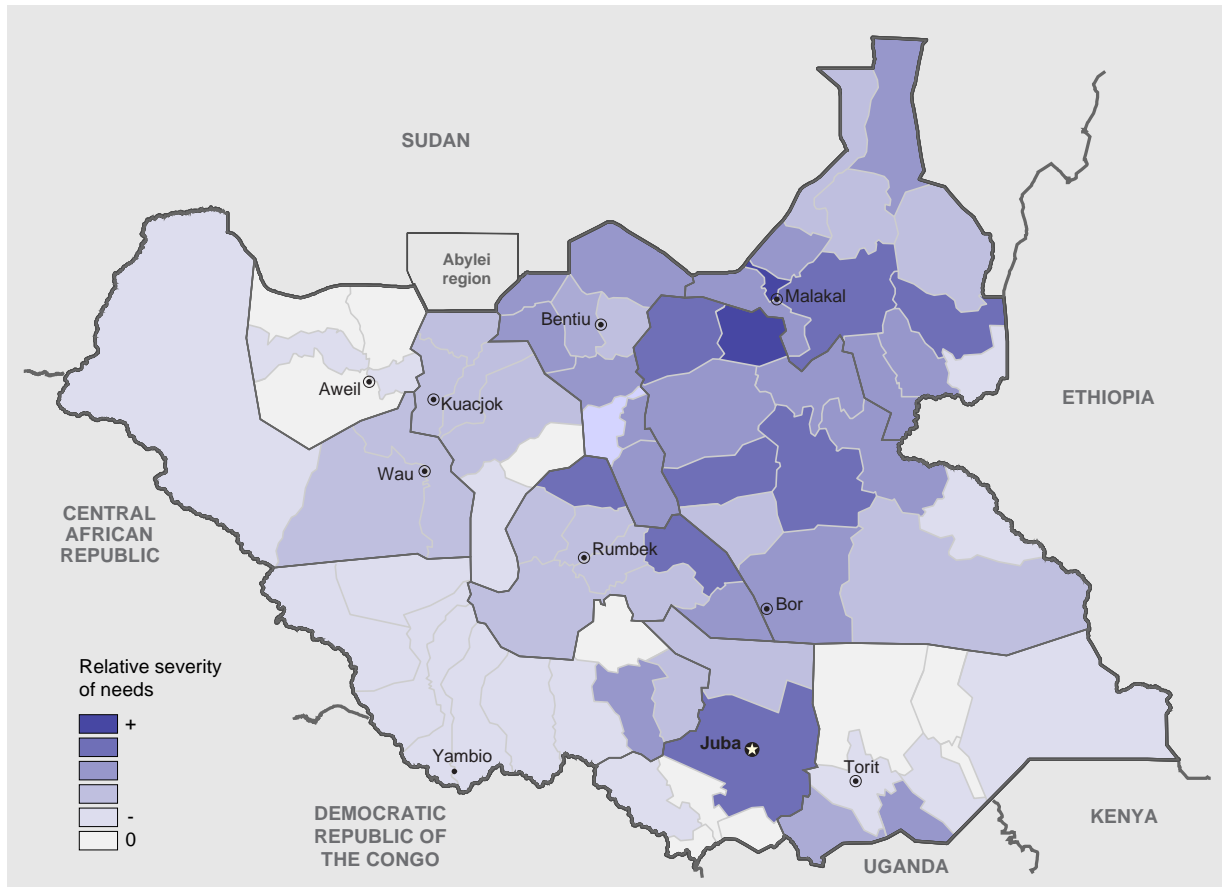 SUDAN
Abylei
region
Malakal
Bentiu
Aweil
Kuacjok
ETHIOPIA
Wau
CENTRAL
AFRICAN
REPUBLIC
Rumbek
Bor
Relative severity
of needs
+
-
0
Juba
Yambio
Torit
DEMOCRATIC
REPUBLIC OF
THE CONGO
KENYA
UGANDA